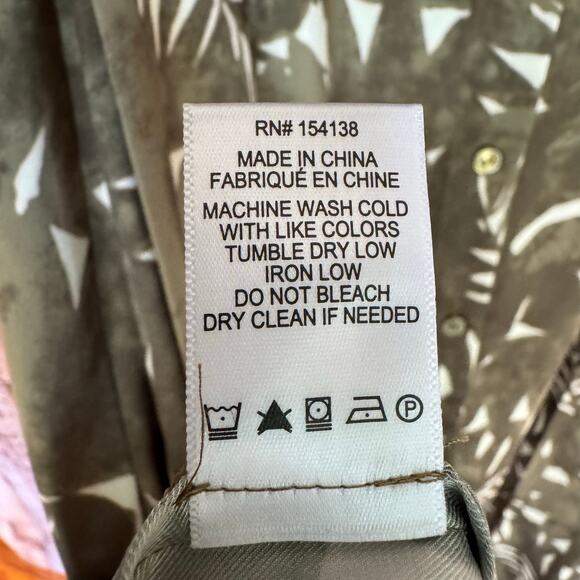 RN# 154138
MADE IN CHINA
FABRIQUÉ EN CHINE
MACHINE WASH COLD
WITH LIKE COLORS
TUMBLE DRY LOW
IRON LOW
DO NOT BLEACH
DRY CLEAN IF NEEDED
P